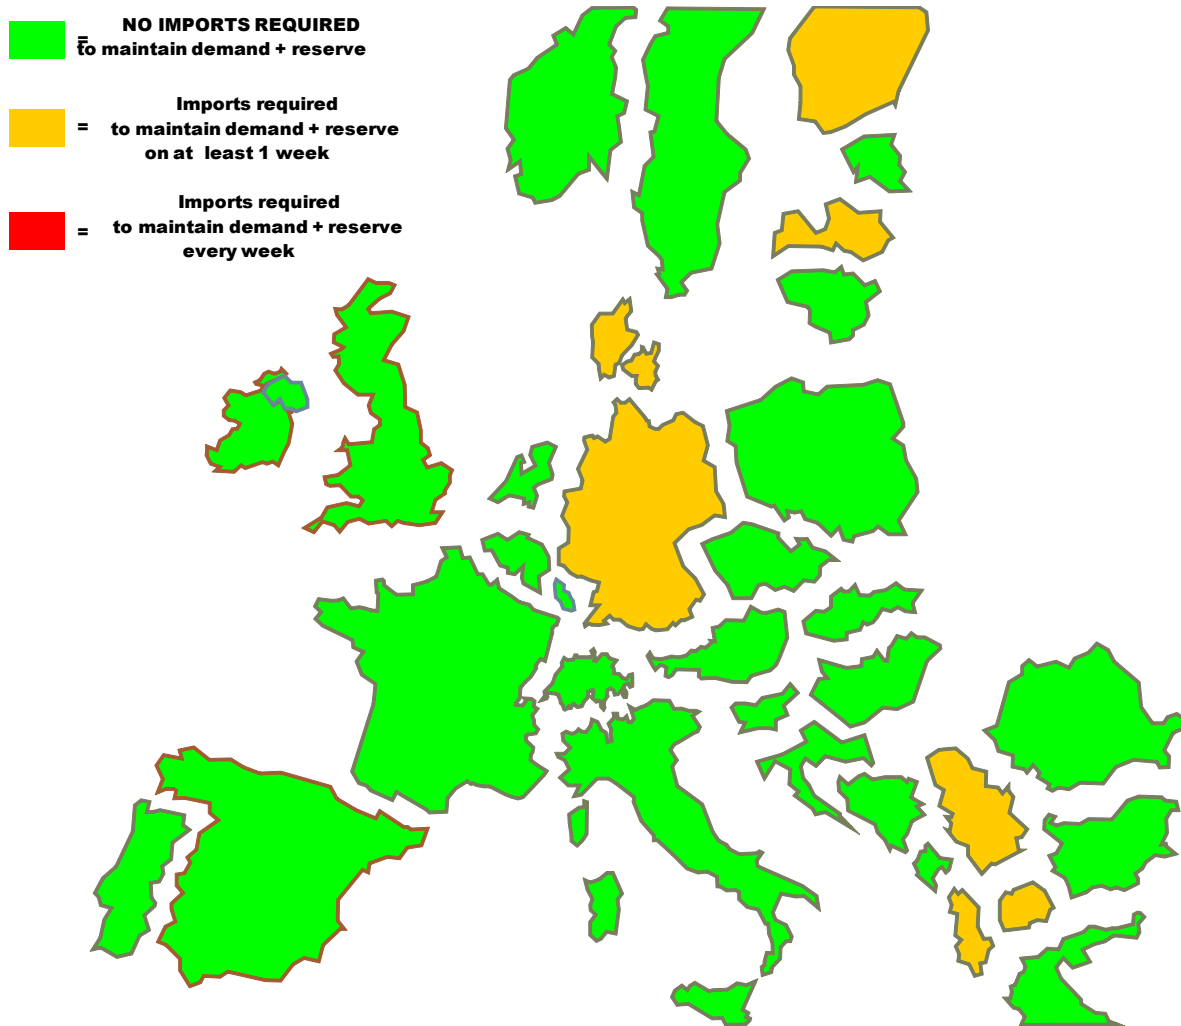 = NO IMPORTS REQUIRED
to maintain demand + reserve
Imports required
= to maintain demand + reserve
on at least 1 week
Imports required
= to maintain demand + reserve
every week